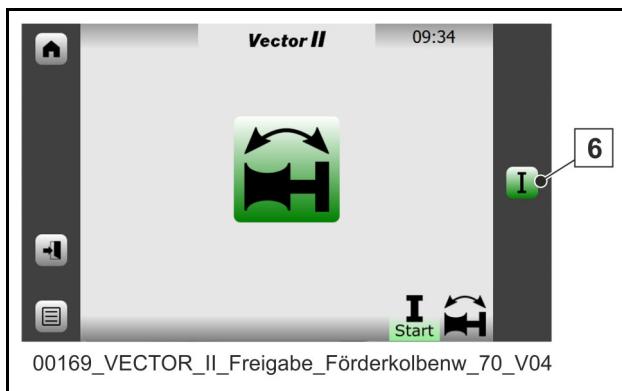 Vector II
09:34
6
I
I
Start
00169_VECTOR_II_Freigabe_Förderkolbenw_70_V04